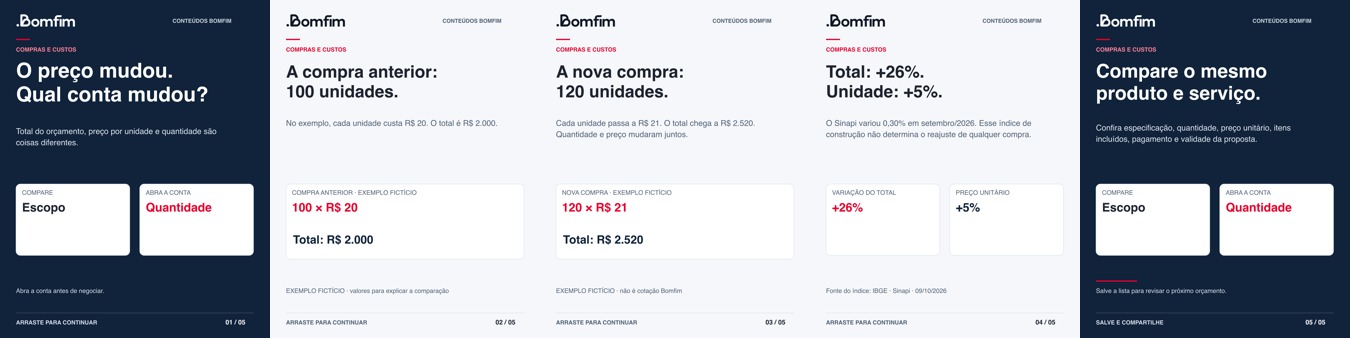 .Bomfim
CONTEÚDOS BOMFIM
COMPRAS E CUSTOS
O preço mudou.
Qual conta mudou?
Total do orçamento, preço por unidade e quantidade são
coisas diferentes.
COMPARE
Escopo
ABRA A CONTA
Quantidade
Abra a conta antes de negociar.
ARRASTE PARA CONTINUAR
01 / 05
.Bomfim
CONTEÚDOS BOMFIM
COMPRAS E CUSTOS
A compra anterior:
100 unidades.
No exemplo, cada unidade custa R$ 20. O total é R$ 2.000.
COMPRA ANTERIOR · EXEMPLO FICTÍCIO
100 × R$ 20
Total: R$ 2.000
EXEMPLO FICTÍCIO · valores para explicar a comparação
ARRASTE PARA CONTINUAR
02 / 05
.Bomfim
CONTEÚDOS BOMFIM
COMPRAS E CUSTOS
A nova compra:
120 unidades.
Cada unidade passa a R$ 21. O total chega a R$ 2.520.
Quantidade e preço mudaram juntos.
NOVA COMPRA · EXEMPLO FICTÍCIO
120 × R$ 21
Total: R$ 2.520
EXEMPLO FICTÍCIO · não é cotação Bomfim
ARRASTE PARA CONTINUAR
03 / 05
.Bomfim
CONTEÚDOS BOMFIM
COMPRAS E CUSTOS
Total: +26%.
Unidade: +5%.
O Sinapi variou 0,30% em setembro/2026. Esse índice de
construção não determina o reajuste de qualquer compra.
VARIAÇÃO DO TOTAL
+26%
PREÇO UNITÁRIO
+5%
Fonte do índice: IBGE · Sinapi · 09/10/2026
ARRASTE PARA CONTINUAR
04 / 05
.Bomfim
CONTEÚDOS BOMFIM
COMPRAS E CUSTOS
Compare o mesmo
produto e serviço.
Confira especificação, quantidade, preço unitário, itens
incluídos, pagamento e validade da proposta.
COMPARE
Escopo
ABRA A CONTA
Quantidade
Salve a lista para revisar o próximo orçamento.
SALVE E COMPARTILHE
05 / 05